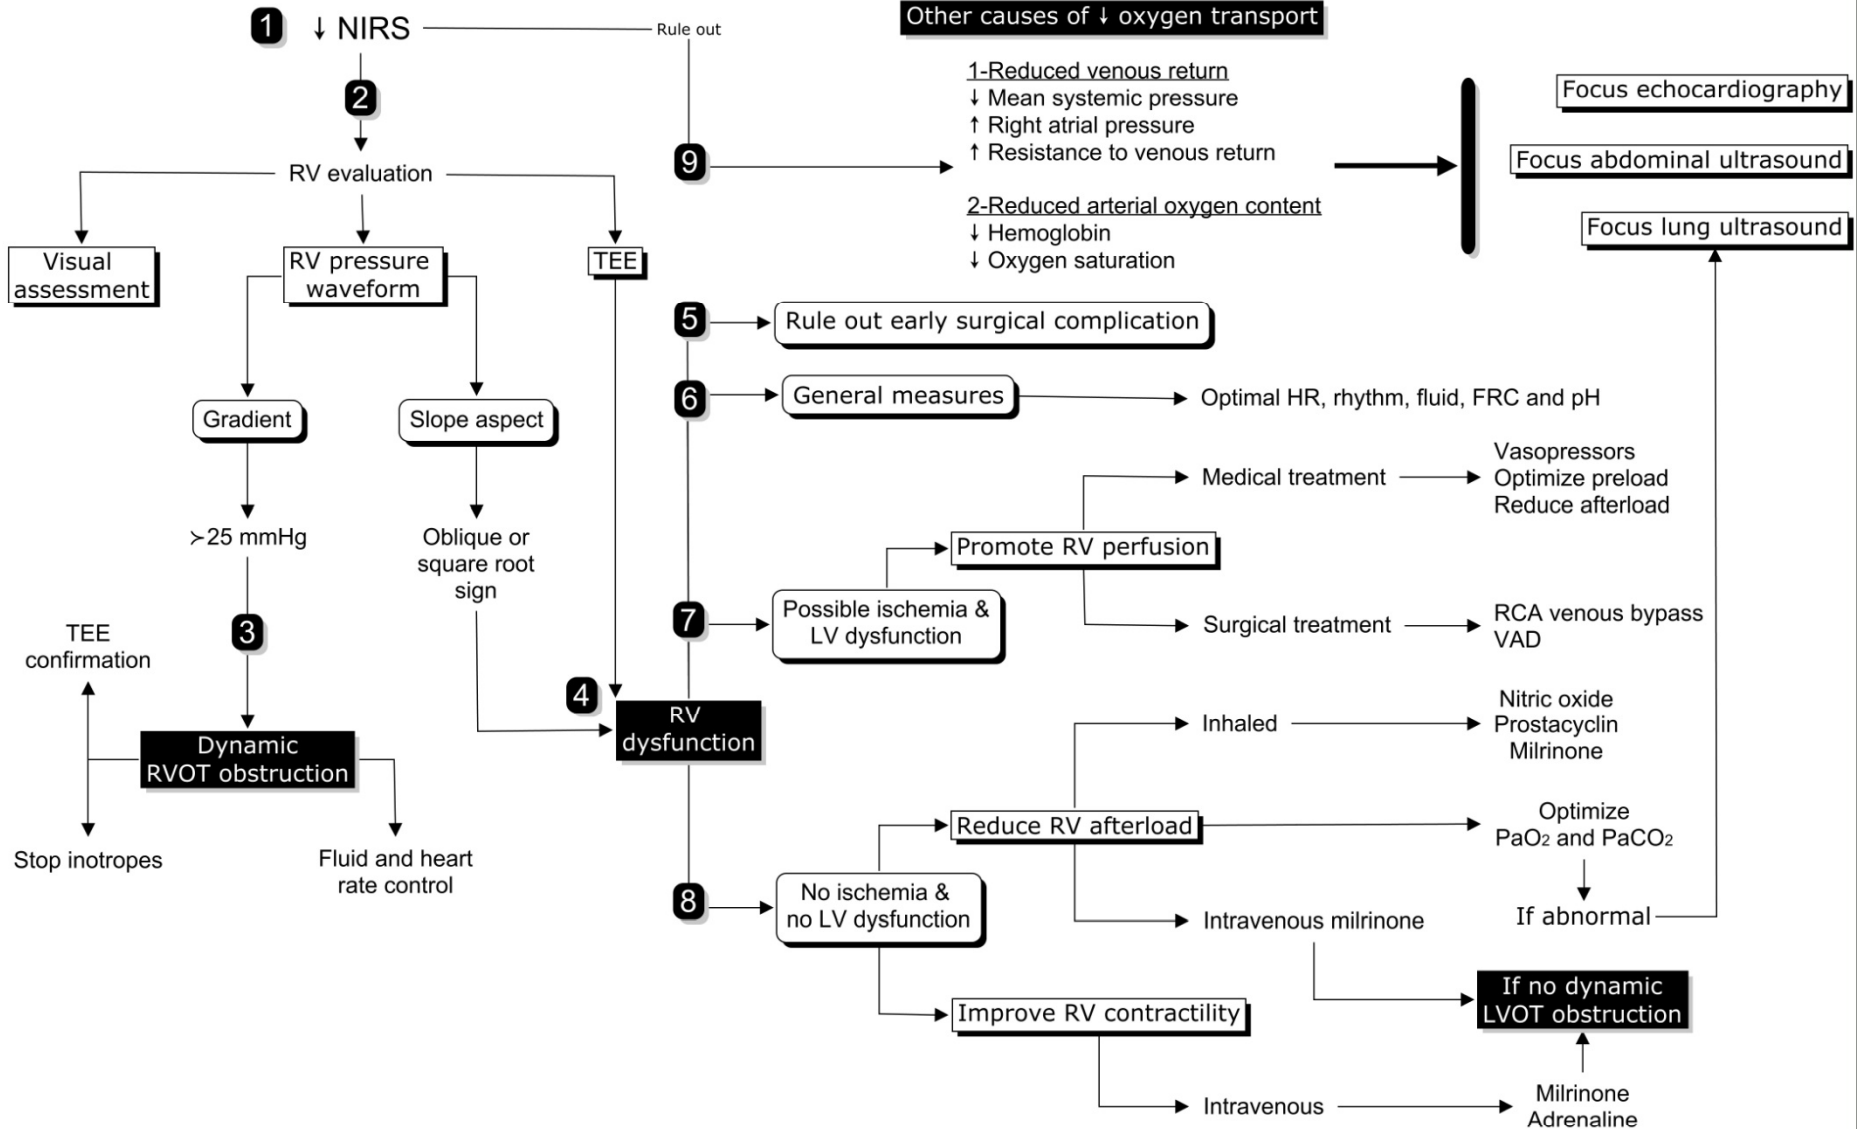 1
↓ NIRS
Rule out
2
RV evaluation
Visual
assessment
RV pressure
waveform
TEE
Gradient
Slope aspect
≻25 mmHg
Oblique or
square root
sign
3
TEE
confirmation
Dynamic
RVOT obstruction
Stop inotropes
Fluid and heart
rate control
4
RV
dysfunction
9
Other causes of ↓ oxygen transport
1-Reduced venous return
↓ Mean systemic pressure
↑ Right atrial pressure
↑ Resistance to venous return
2-Reduced arterial oxygen content
↓ Hemoglobin
↓ Oxygen saturation
Focus echocardiography
Focus abdominal ultrasound
Focus lung ultrasound
5
Rule out early surgical complication
6
General measures
Optimal HR, rhythm, fluid, FRC and pH
7
Possible ischemia &
LV dysfunction
Promote RV perfusion
Medical treatment
Vasopressors
Optimize preload
Reduce afterload
Surgical treatment
RCA venous bypass
VAD
8
No ischemia &
no LV dysfunction
Reduce RV afterload
Inhaled
Nitric oxide
Prostacyclin
Milrinone
Optimize
PaO2 and PaCO2
If abnormal
Intravenous milrinone
If no dynamic
LVOT obstruction
Improve RV contractility
Intravenous
Milrinone
Adrenaline